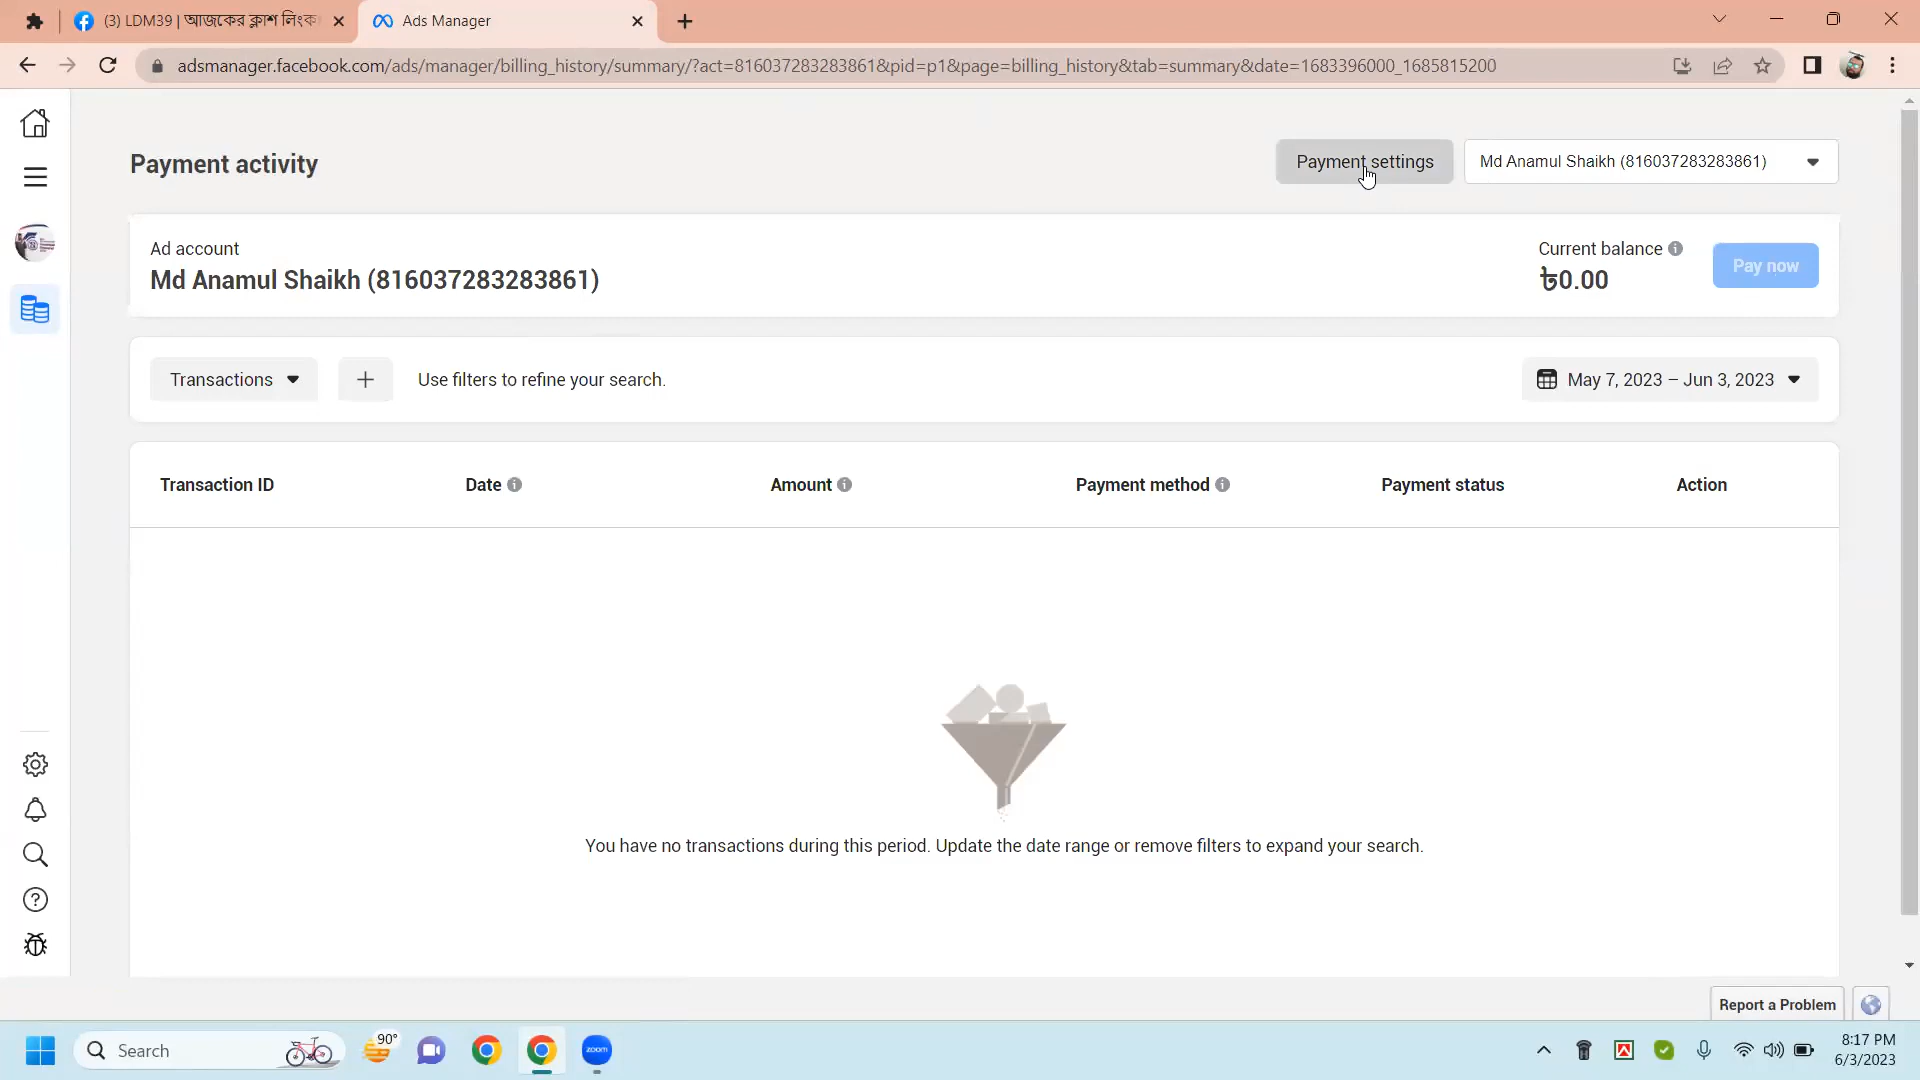 (3) LDM39 | আজকের ক্লাশ লিংক
Ads Manager
adsmanager.facebook.com/ads/manager/billing_history/summary/?act=816037283283861&pid=p1&page=billing_history&tab=summary&date=1683396000_1685815200
Payment activity
Payment settings
Md Anamul Shaikh (816037283283861)
Ad account
Md Anamul Shaikh (816037283283861)
Current balance
৳0.00
Pay now
Transactions
Use filters to refine your search.
May 7, 2023 – Jun 3, 2023
Transaction ID
Date
Amount
Payment method
Payment status
Action
You have no transactions during this period. Update the date range or remove filters to expand your search.
Report a Problem
Search
90°
zoom
8:17 PM
6/3/2023